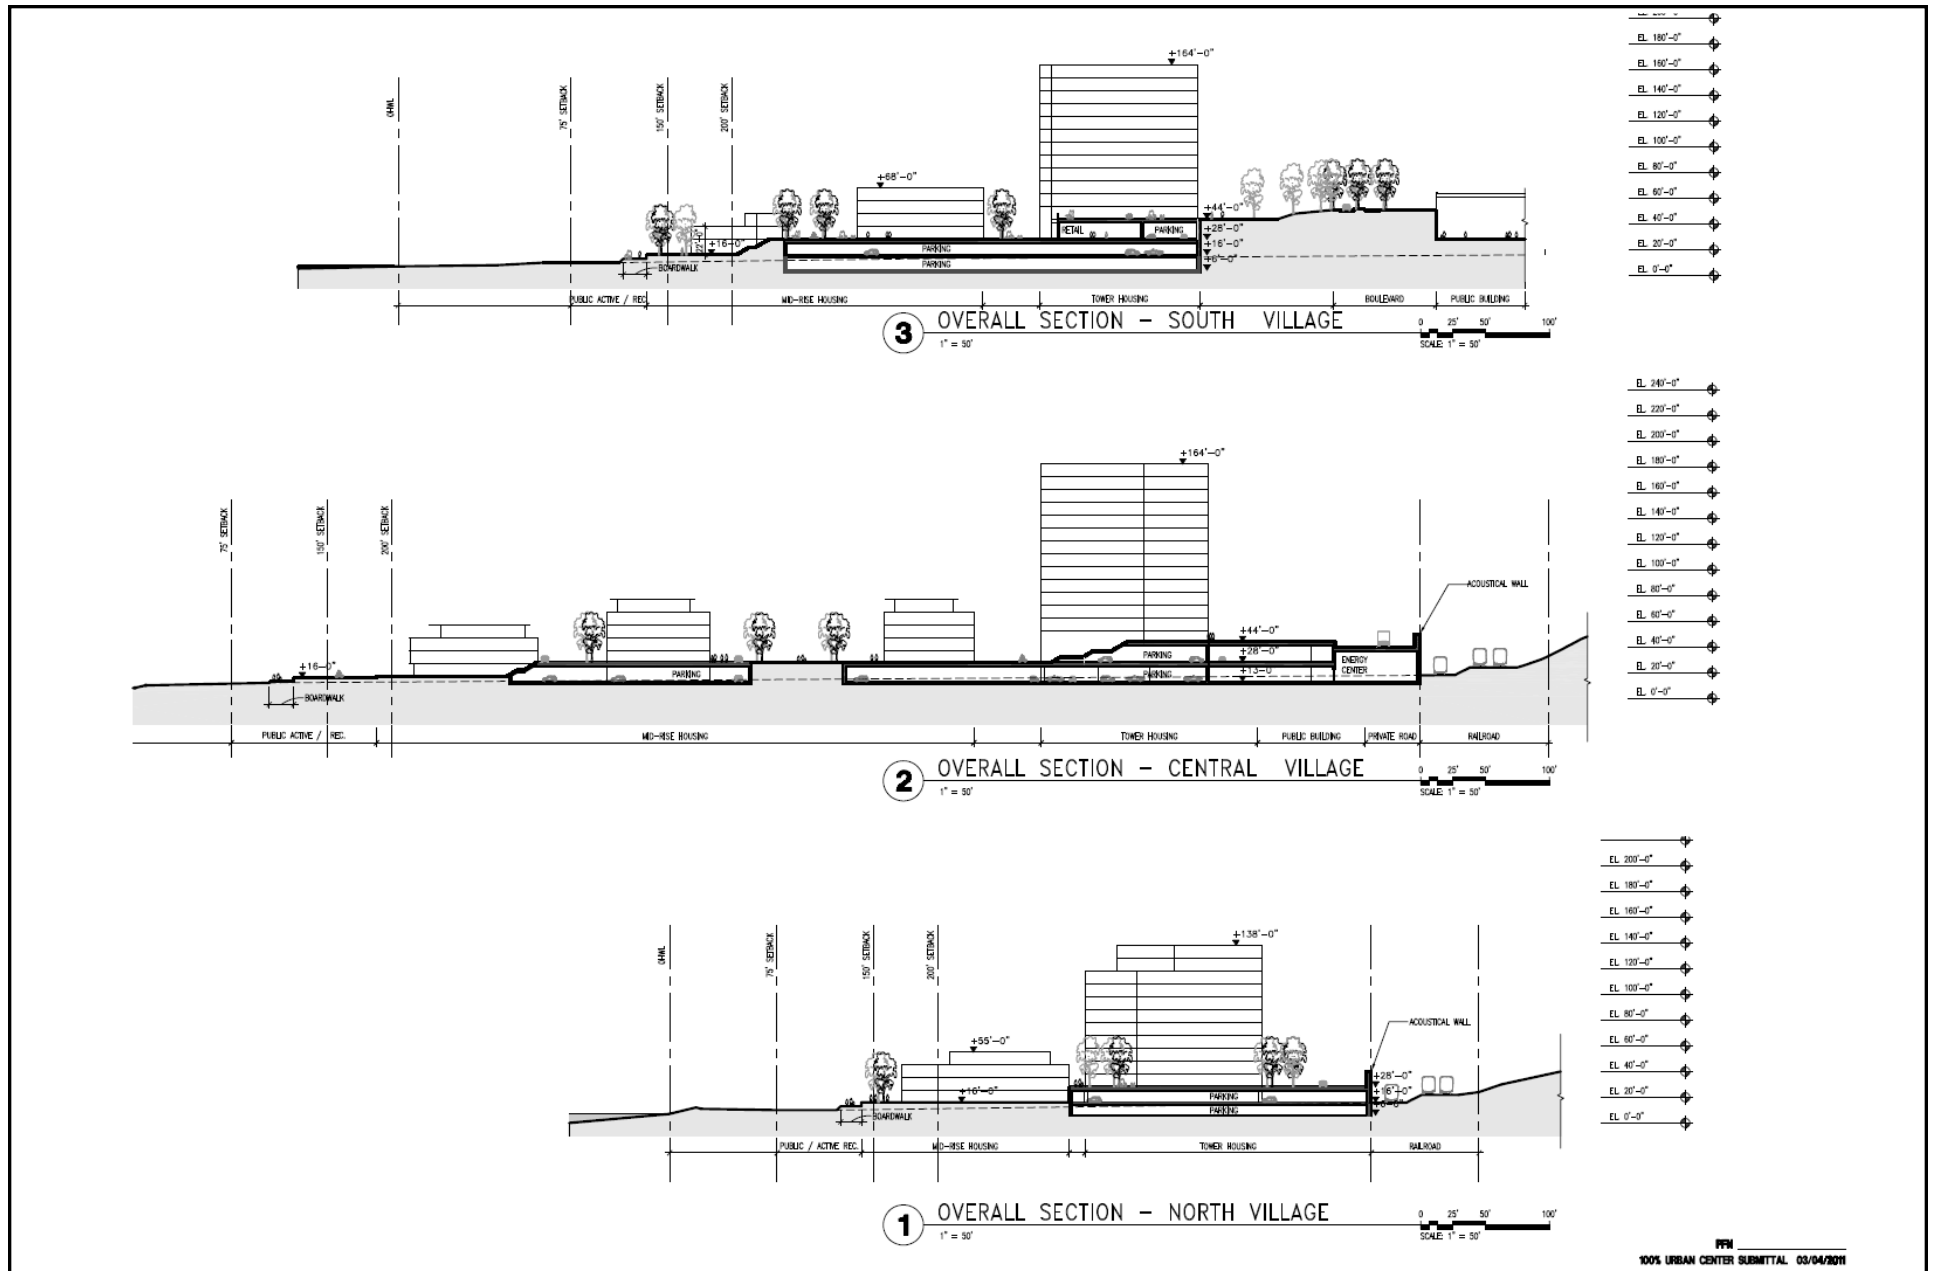 EL 180'-0"
EL 160'-0"
EL 140'-0"
EL 120'-0"
EL 100'-0"
EL 80'-0"
EL 60'-0"
EL 40'-0"
EL 20'-0"
EL 0'-0"
OHWL
75' SETBACK
150' SETBACK
200' SETBACK
+164'-0"
+68'-0"
+44'-0"
RETAIL
PARKING
+28'-0"
22'-0"
+16-0"
PARKING
+16'-0"
BOARDWALK
PARKING
+6'-0"
PUBLIC ACTIVE / REC.
MID-RISE HOUSING
TOWER HOUSING
BOULEVARD
PUBLIC BUILDING
3
OVERALL SECTION - SOUTH VILLAGE
1" = 50'
0 25' 50' 100'
SCALE: 1" = 50'
EL 240'-0"
EL 220'-0"
EL 200'-0"
EL 180'-0"
EL 160'-0"
EL 140'-0"
EL 120'-0"
EL 100'-0"
EL 80'-0"
EL 60'-0"
EL 40'-0"
EL 20'-0"
EL 0'-0"
75' SETBACK
150' SETBACK
200' SETBACK
+164'-0"
ACOUSTICAL WALL
+44'-0"
PARKING
+28'-0"
ENERGY
CENTER
+16-0"
PARKING
PARKING
+13-0
BOARDWALK
PUBLIC ACTIVE / REC.
MID-RISE HOUSING
TOWER HOUSING
PUBLIC BUILDING
PRIVATE ROAD
RAILROAD
2
OVERALL SECTION - CENTRAL VILLAGE
1" = 50'
0 25' 50' 100'
SCALE: 1" = 50'
EL 200'-0"
EL 180'-0"
EL 160'-0"
EL 140'-0"
EL 120'-0"
EL 100'-0"
EL 80'-0"
EL 60'-0"
EL 40'-0"
EL 20'-0"
EL 0'-0"
OHWL
75' SETBACK
150' SETBACK
200' SETBACK
+138'-0"
ACOUSTICAL WALL
+55'-0"
+28'-0"
+16'-0"
+16'-0"
PARKING
PARKING
BOARDWALK
PUBLIC / ACTIVE REC.
MID-RISE HOUSING
TOWER HOUSING
RAILROAD
1
OVERALL SECTION - NORTH VILLAGE
1" = 50'
0 25' 50' 100'
SCALE: 1" = 50'
PFN
100% URBAN CENTER SUBMITTAL 03/04/2011